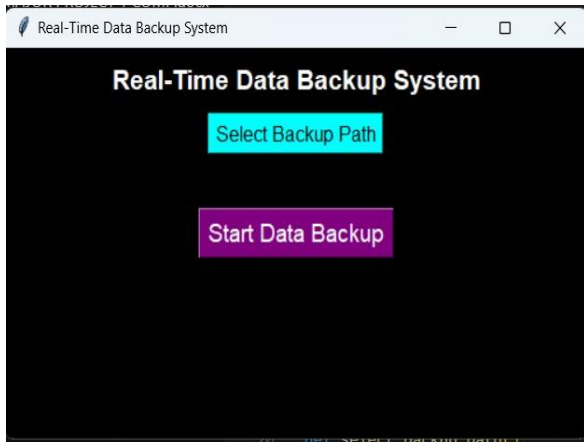 Real-Time Data Backup System
Real-Time Data Backup System
Select Backup Path
Start Data Backup